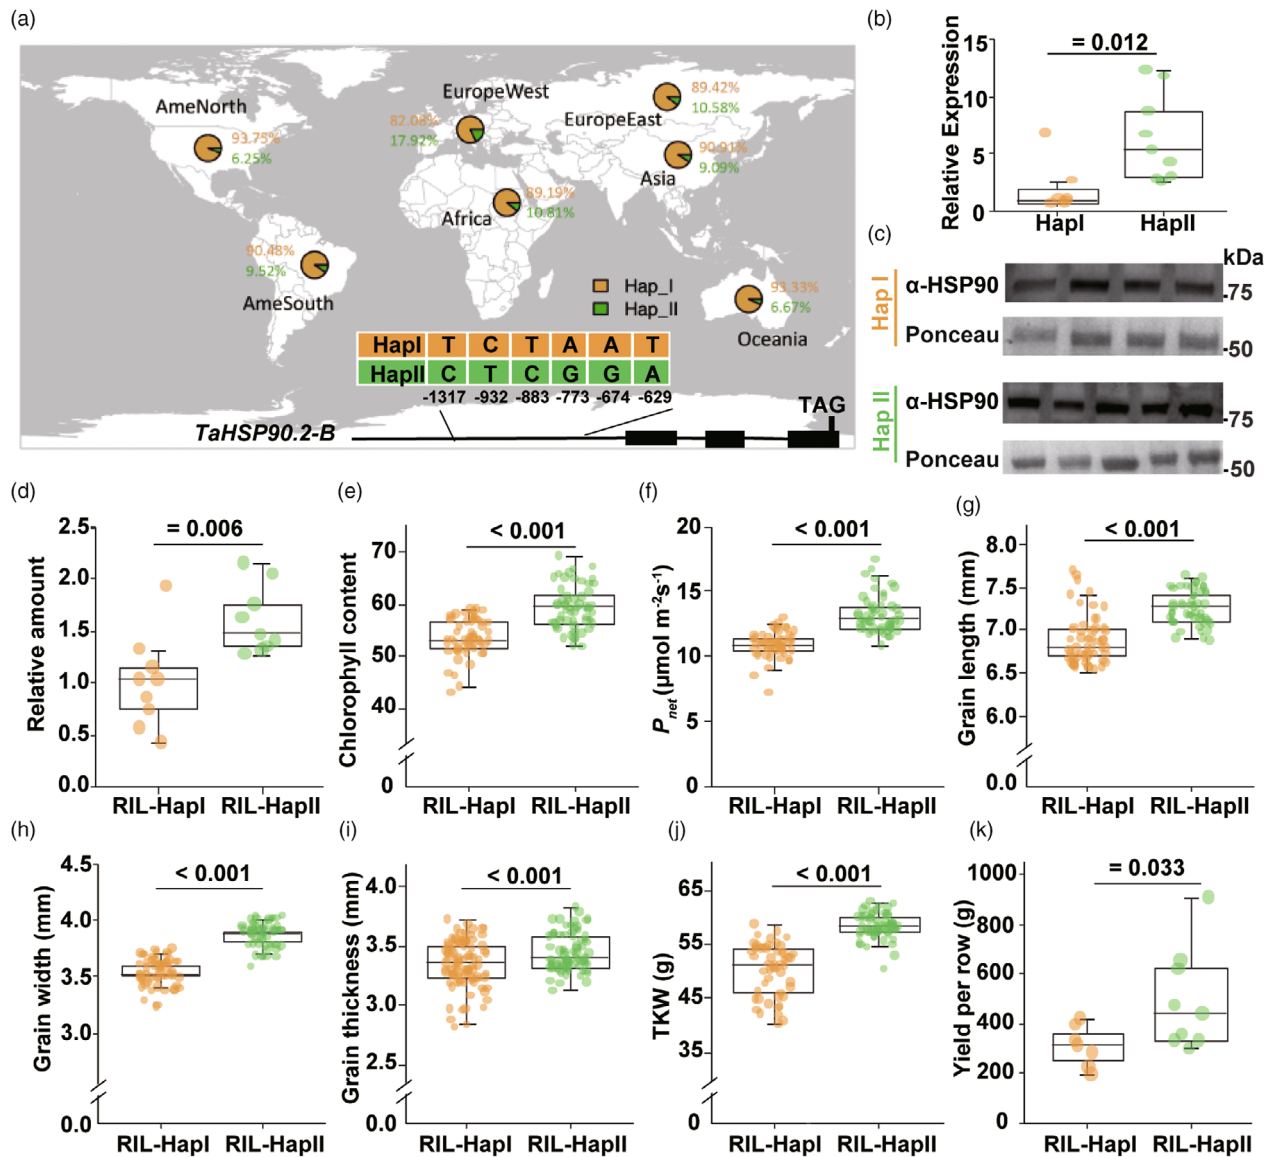 (a)
AmeNorth
93.75%
6.25%
EuropeWest
82.08%
17.92%
EuropeEast
89.42%
10.58%
Asia
90.91%
9.09%
Africa
89.19%
10.81%
AmeSouth
90.48%
9.52%
Oceania
93.33%
6.67%
Hap_I
Hap_II
HapI T C T A A T
HapII C T C G G A
-1317 -932 -883 -773 -674 -629
TaHSP90.2-B
TAG
(b)
Relative Expression
15
10
5
0
= 0.012
HapI HapII
(c)
kDa
Hap I
α-HSP90
-75
Ponceau
-50
Hap II
α-HSP90
-75
Ponceau
-50
(d)
Relative amount
2.5
2.0
1.5
1.0
0.5
0.0
= 0.006
RIL-HapI RIL-HapII
(e)
Chlorophyll content
70
60
50
40
0
< 0.001
RIL-HapI RIL-HapII
(f)
Pnet (μmol m-2s-1)
20
15
10
5
0
< 0.001
RIL-HapI RIL-HapII
(g)
Grain length (mm)
8.0
7.5
7.0
6.5
6.0
0.0
< 0.001
RIL-HapI RIL-HapII
(h)
Grain width (mm)
4.5
4.0
3.5
3.0
0.0
< 0.001
RIL-HapI RIL-HapII
(i)
Grain thickness (mm)
4.0
3.5
3.0
2.5
0.0
< 0.001
RIL-HapI RIL-HapII
(j)
TKW (g)
65
55
45
35
0
< 0.001
RIL-HapI RIL-HapII
(k)
Yield per row (g)
1000
800
600
400
200
0
= 0.033
RIL-HapI RIL-HapII